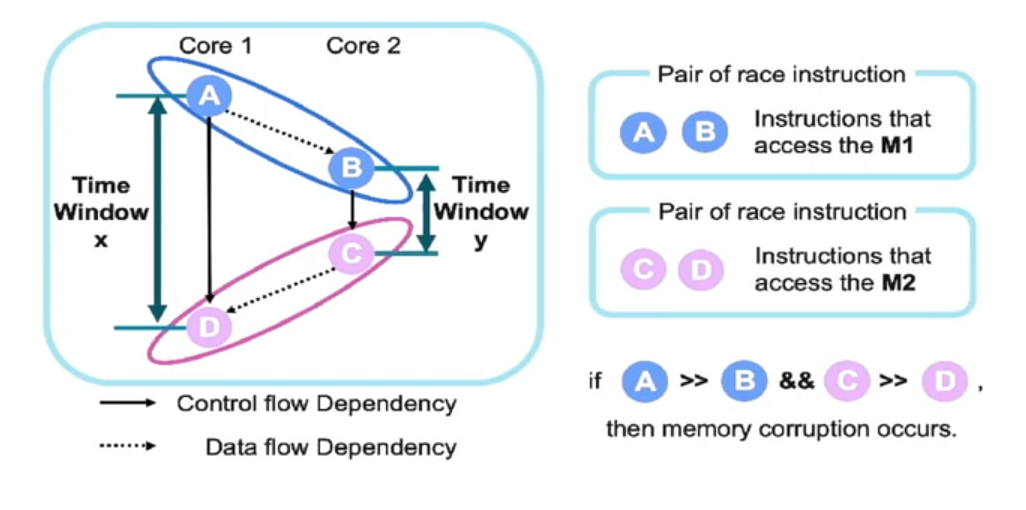 Core 1
Core 2
A
B
C
D
Time
Window
x
Time
Window
y
Control flow Dependency
Data flow Dependency
Pair of race instruction
A B Instructions that
access the M1
Pair of race instruction
C D Instructions that
access the M2
if A >> B && C >> D ,
then memory corruption occurs.